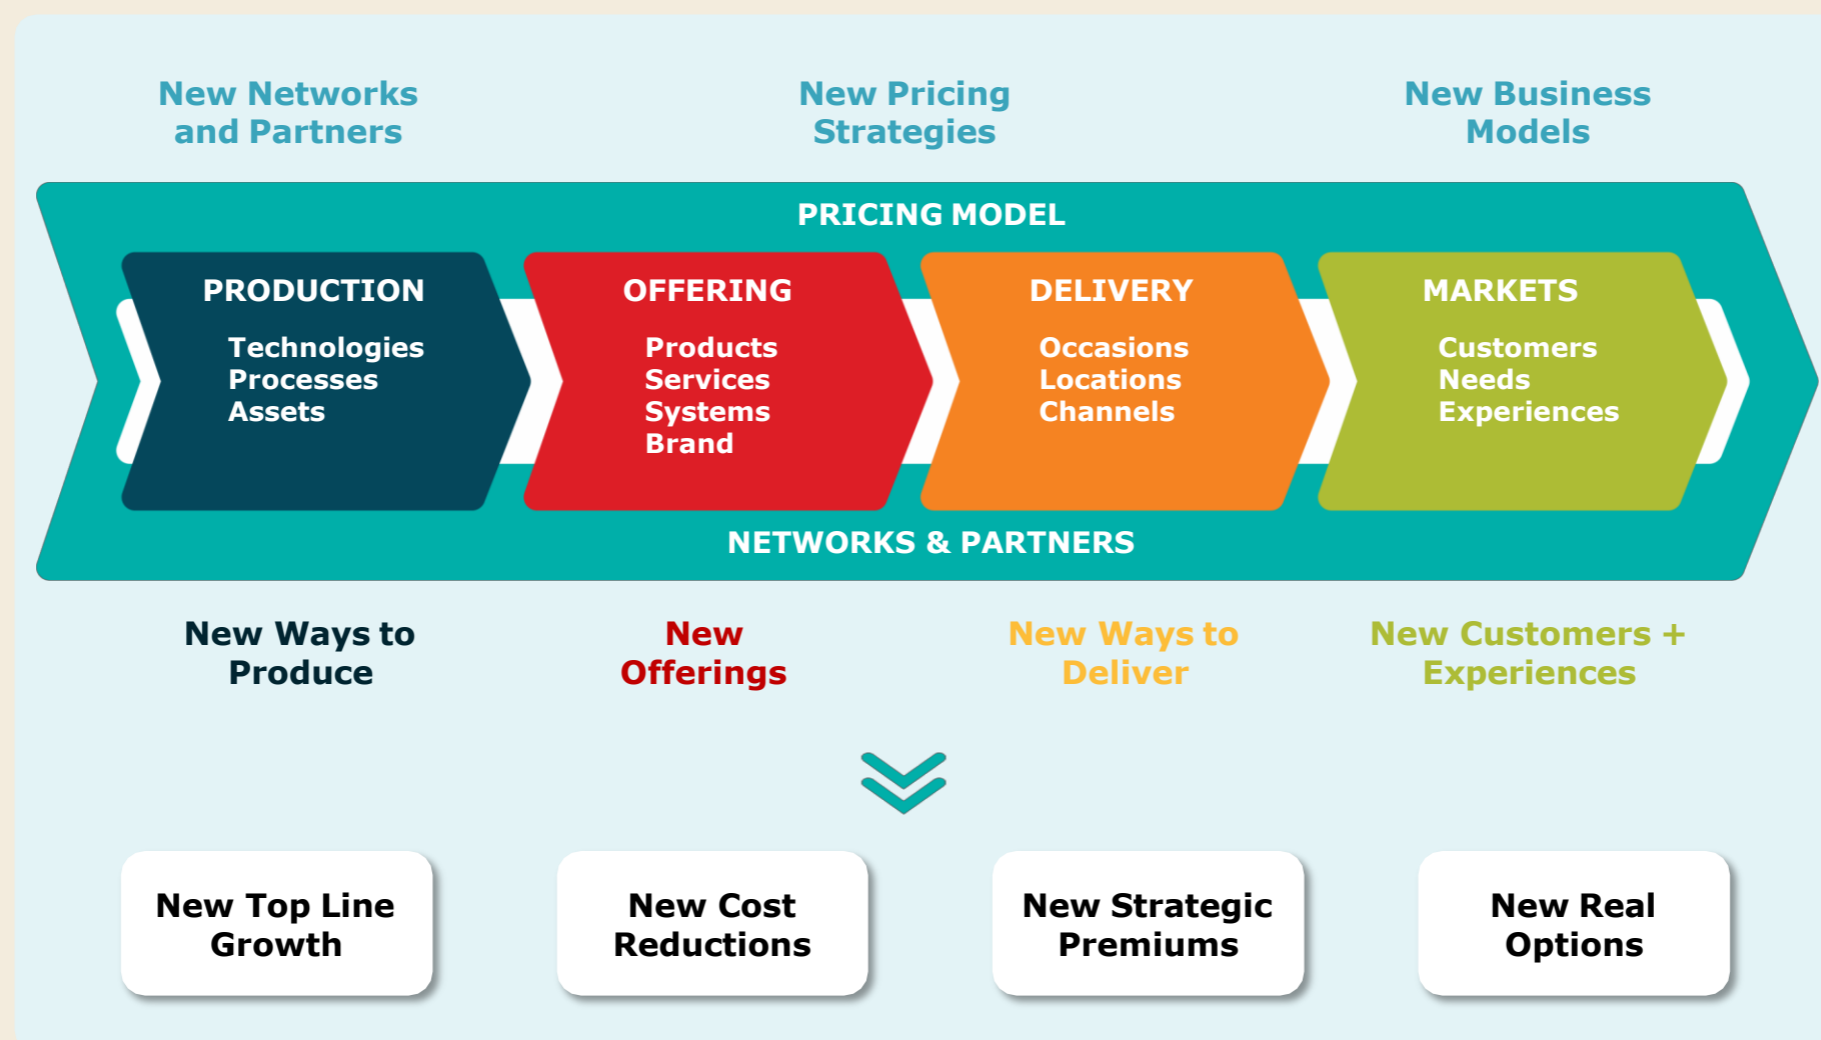 New Networks
and Partners
New Pricing
Strategies
New Business
Models
PRICING MODEL
PRODUCTION
Technologies
Processes
Assets
OFFERING
Products
Services
Systems
Brand
DELIVERY
Occasions
Locations
Channels
MARKETS
Customers
Needs
Experiences
NETWORKS & PARTNERS
New Ways to
Produce
New
Offerings
New Ways to
Deliver
New Customers +
Experiences
New Top Line
Growth
New Cost
Reductions
New Strategic
Premiums
New Real
Options